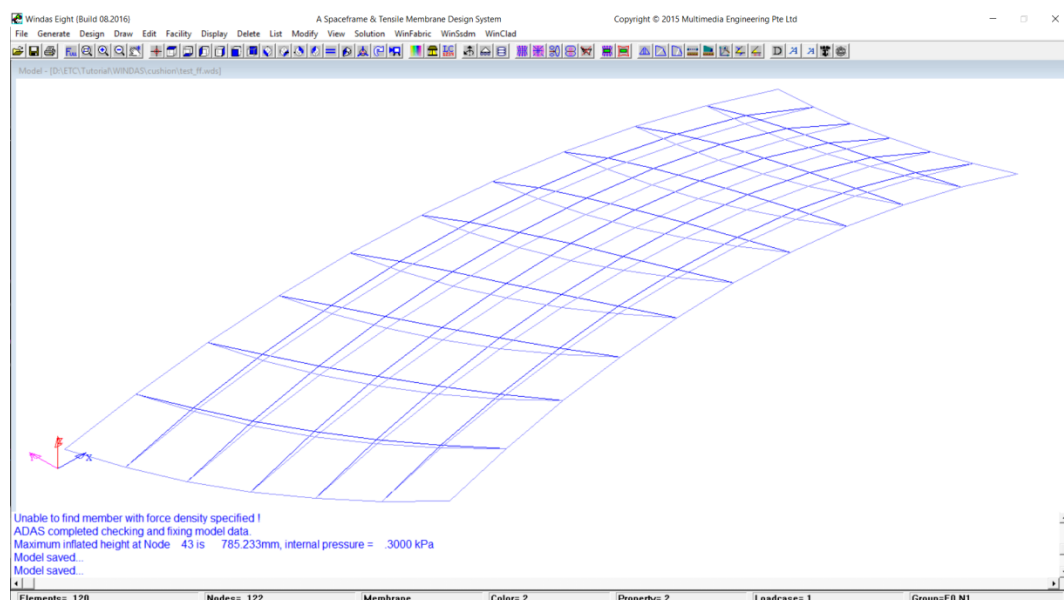 Windas Eight (Build 08.2016) A Spaceframe & Tensile Membrane Design System Copyright © 2015 Multimedia Engineering Pte Ltd
File Generate Design Draw Edit Facility Display Delete List Modify View Solution WinFabric WinSsdm WinClad
Model - [D:\ETC\Tutorial\WINDAS\cushion\test_ff.wds]
Z
X
Unable to find member with force density specified !
ADAS completed checking and fixing model data.
Maximum inflated height at Node 43 is 785.233mm, internal pressure = .3000 kPa
Model saved...
Model saved...
Elements= 120 Nodes= 122 Membrane Color= 2 Property= 2 Loadcase= 1 Group=E0,N1